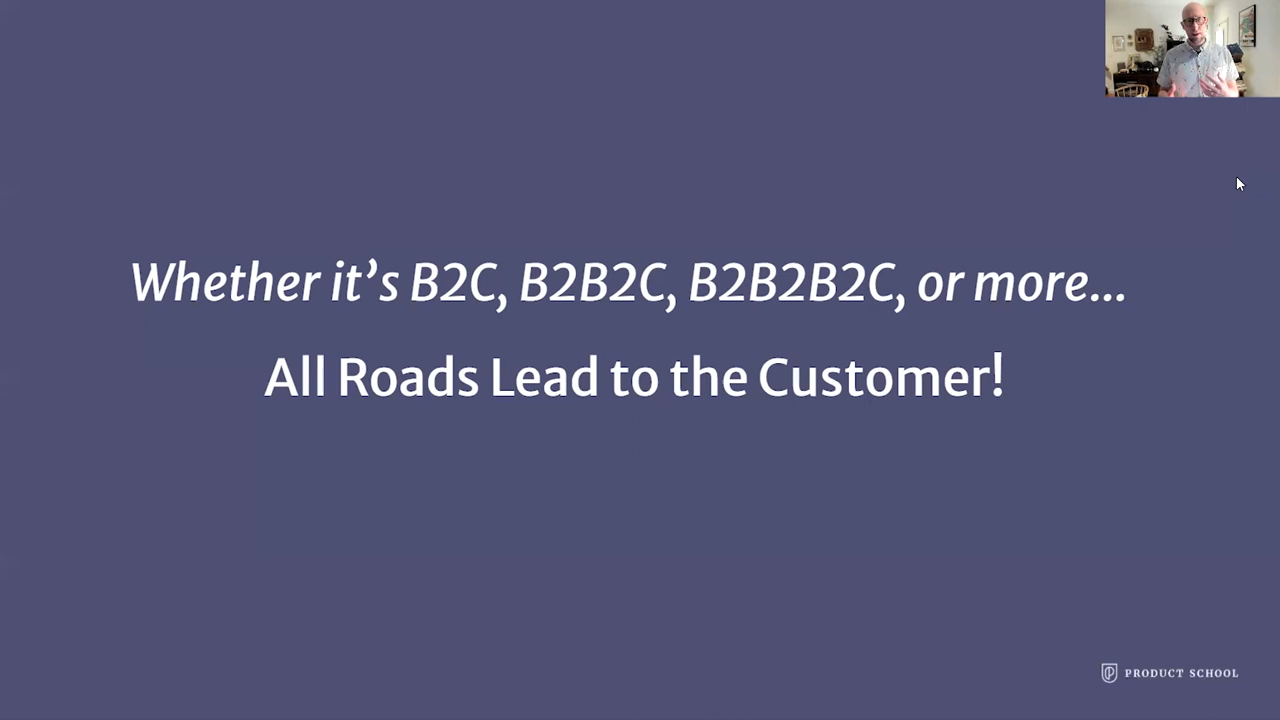 Whether it’s B2C, B2B2C, B2B2B2C, or more...
All Roads Lead to the Customer!
PRODUCT SCHOOL